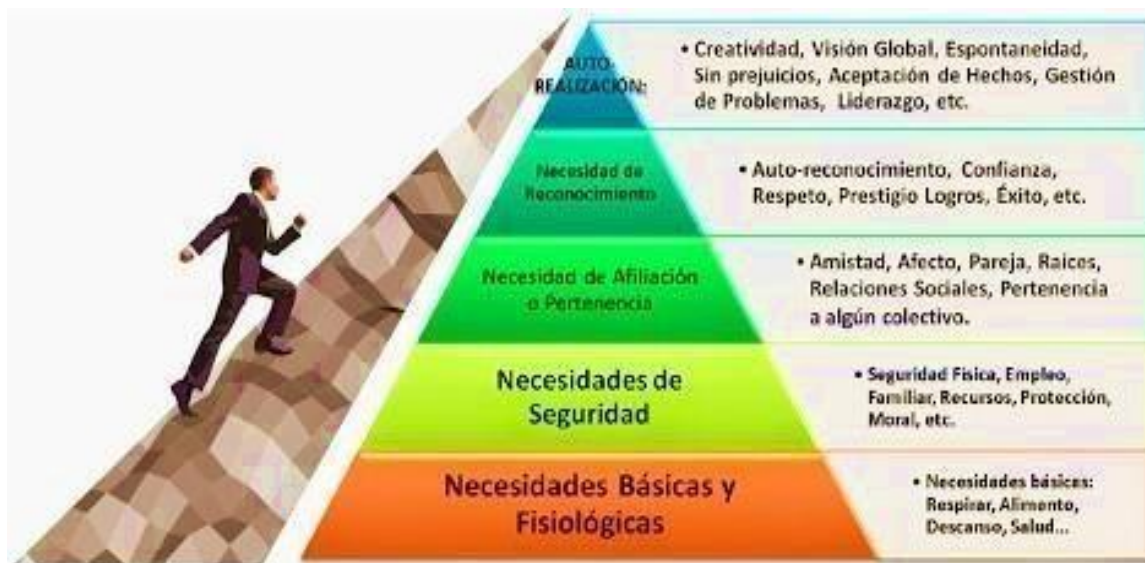 AUTO-
REALIZACIÓN:
• Creatividad, Visión Global, Espontaneidad,
Sin prejuicios, Aceptación de Hechos, Gestión
de Problemas, Liderazgo, etc.
Necesidad de
Reconocimiento
• Auto-reconocimiento, Confianza,
Respeto, Prestigio Logros, Éxito, etc.
Necesidad de Afiliación
o Pertenencia
• Amistad, Afecto, Pareja, Raices,
Relaciones Sociales, Pertenencia
a algún colectivo.
Necesidades de
Seguridad
• Seguridad Física, Empleo,
Familiar, Recursos, Protección,
Moral, etc.
Necesidades Básicas y
Fisiológicas
• Necesidades básicas:
Respirar, Alimento,
Descanso, Salud...